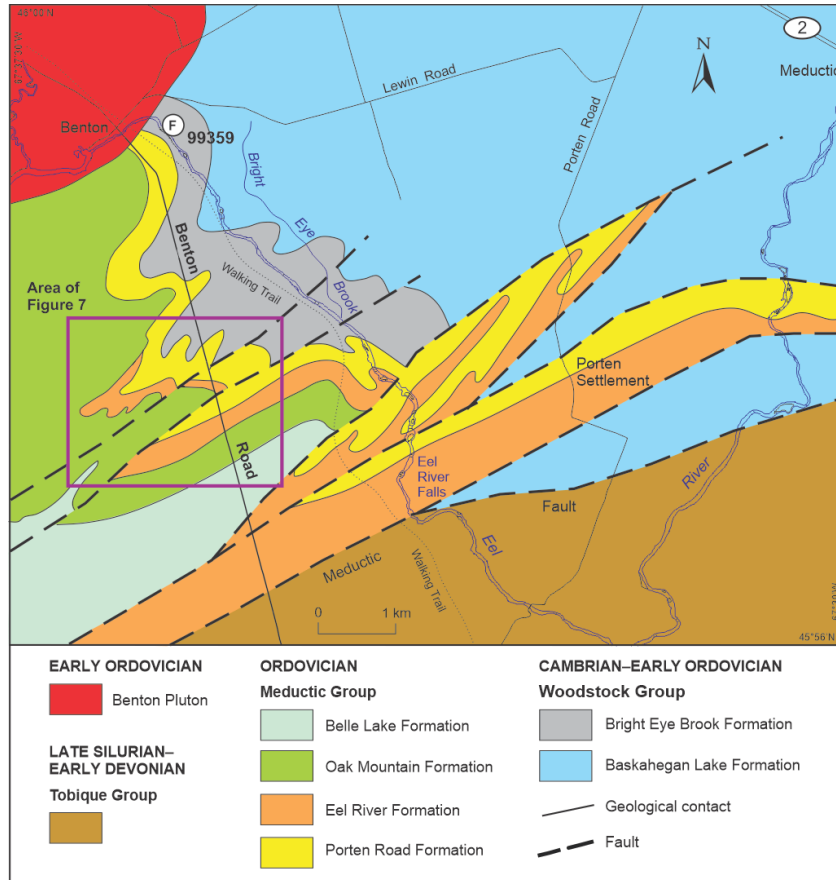 46°00' N
2
N
Meductic
Lewin Road
Porten Road
Benton
F
99359
Bright
Eye
Brook
Benton
Walking Trail
Area of
Figure 7
Porten
Settlement
Road
Eel
River
Falls
River
Fault
Eel
Meductic
Walking Trail
0 1 km
45°56'N
EARLY ORDOVICIAN
Benton Pluton
LATE SILURIAN–
EARLY DEVONIAN
Tobique Group
ORDOVICIAN
Meductic Group
Belle Lake Formation
Oak Mountain Formation
Eel River Formation
Porten Road Formation
CAMBRIAN–EARLY ORDOVICIAN
Woodstock Group
Bright Eye Brook Formation
Baskahegan Lake Formation
Geological contact
Fault